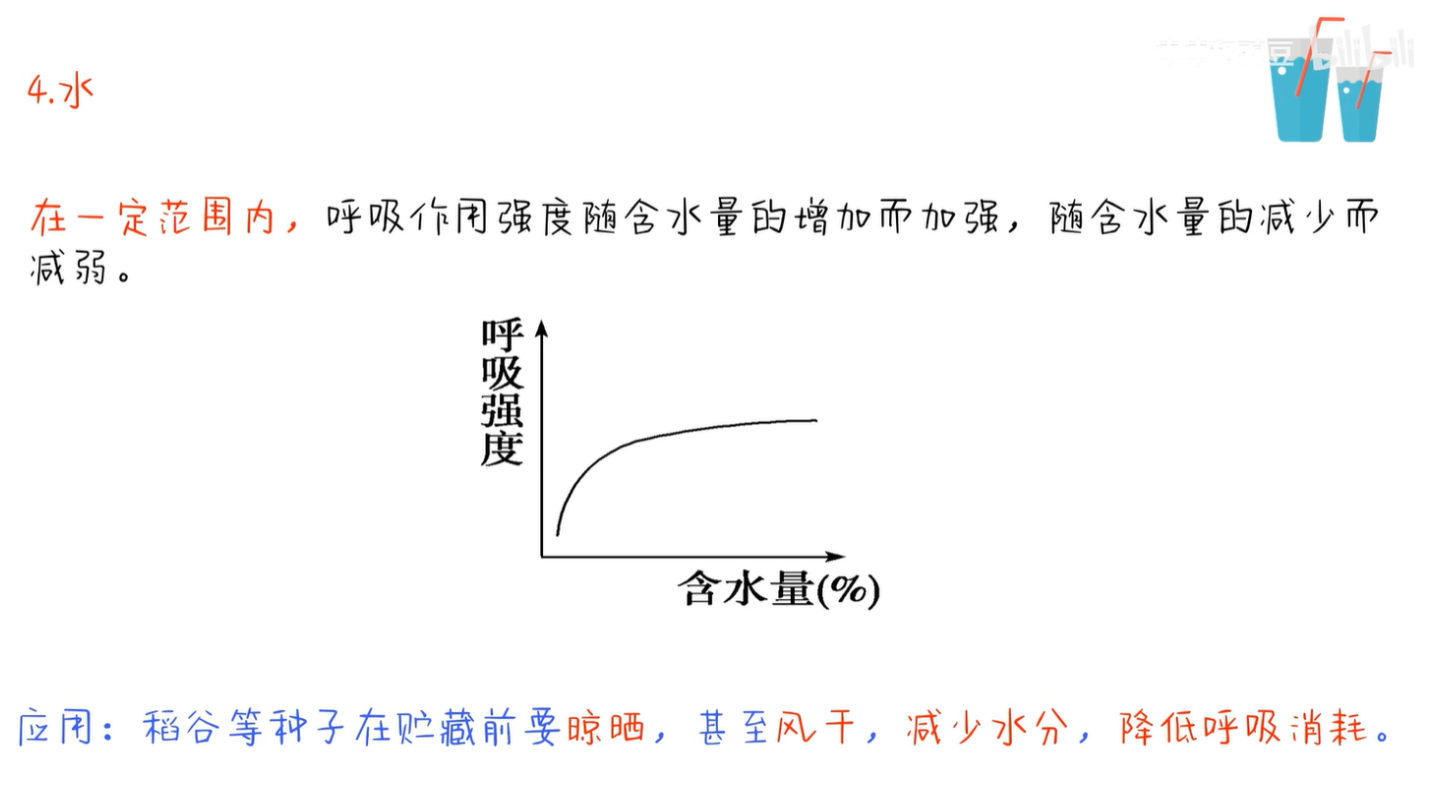 4.水
在一定范围内，呼吸作用强度随含水量的增加而加强，随含水量的减少而
减弱。
呼吸强度
含水量(%)
应用：稻谷等种子在贮藏前要晾晒，甚至风干，减少水分，降低呼吸消耗。